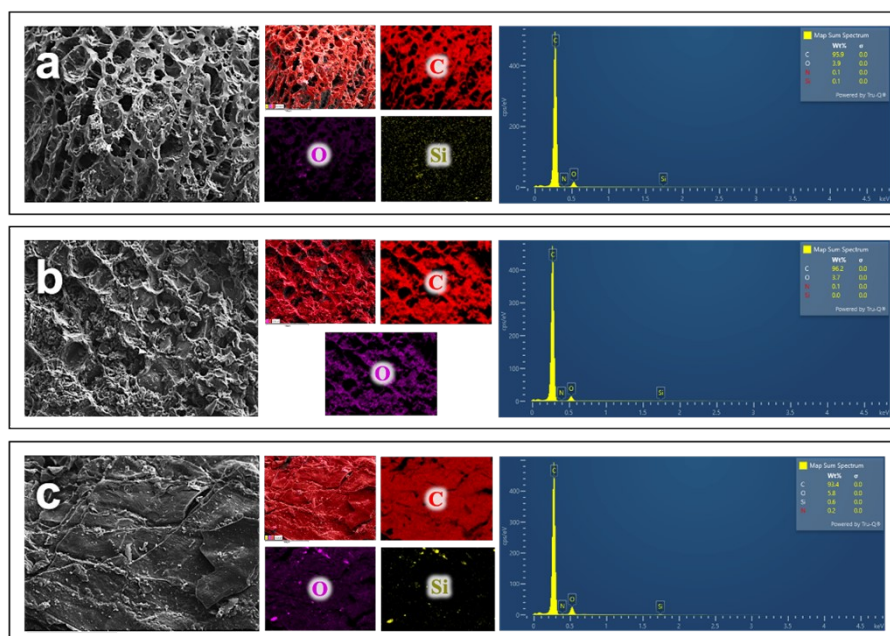 a
C
O
Si
cps/eV
400
200
0
C
N
O
Si
0
0.5
1
1.5
2
2.5
3
3.5
4
4.5
keV
Map Sum Spectrum
Wt% σ
C 95.9 0.0
O 3.9 0.0
N 0.1 0.0
0.1 0.0
Powered by Tru-Q®
b
C
O
cps/eV
400
300
200
100
0
C
N
O
Si
0
0.5
1
1.5
2
2.5
3
3.5
4
4.5
keV
Map Sum Spectrum
Wt% σ
C 96.2 0.0
O 3.7 0.0
0.1 0.0
0.0 0.0
Powered by Tru-Q®
c
C
O
Si
cps/eV
500
400
300
200
100
0
C
N
O
Si
0
0.5
1
1.5
2
2.5
3
3.5
4
4.5
keV
Map Sum Spectrum
Wt% σ
C 93.4 0.0
O 5.8 0.0
Si 0.6 0.0
0.2 0.0
Powered by Tru-Q®